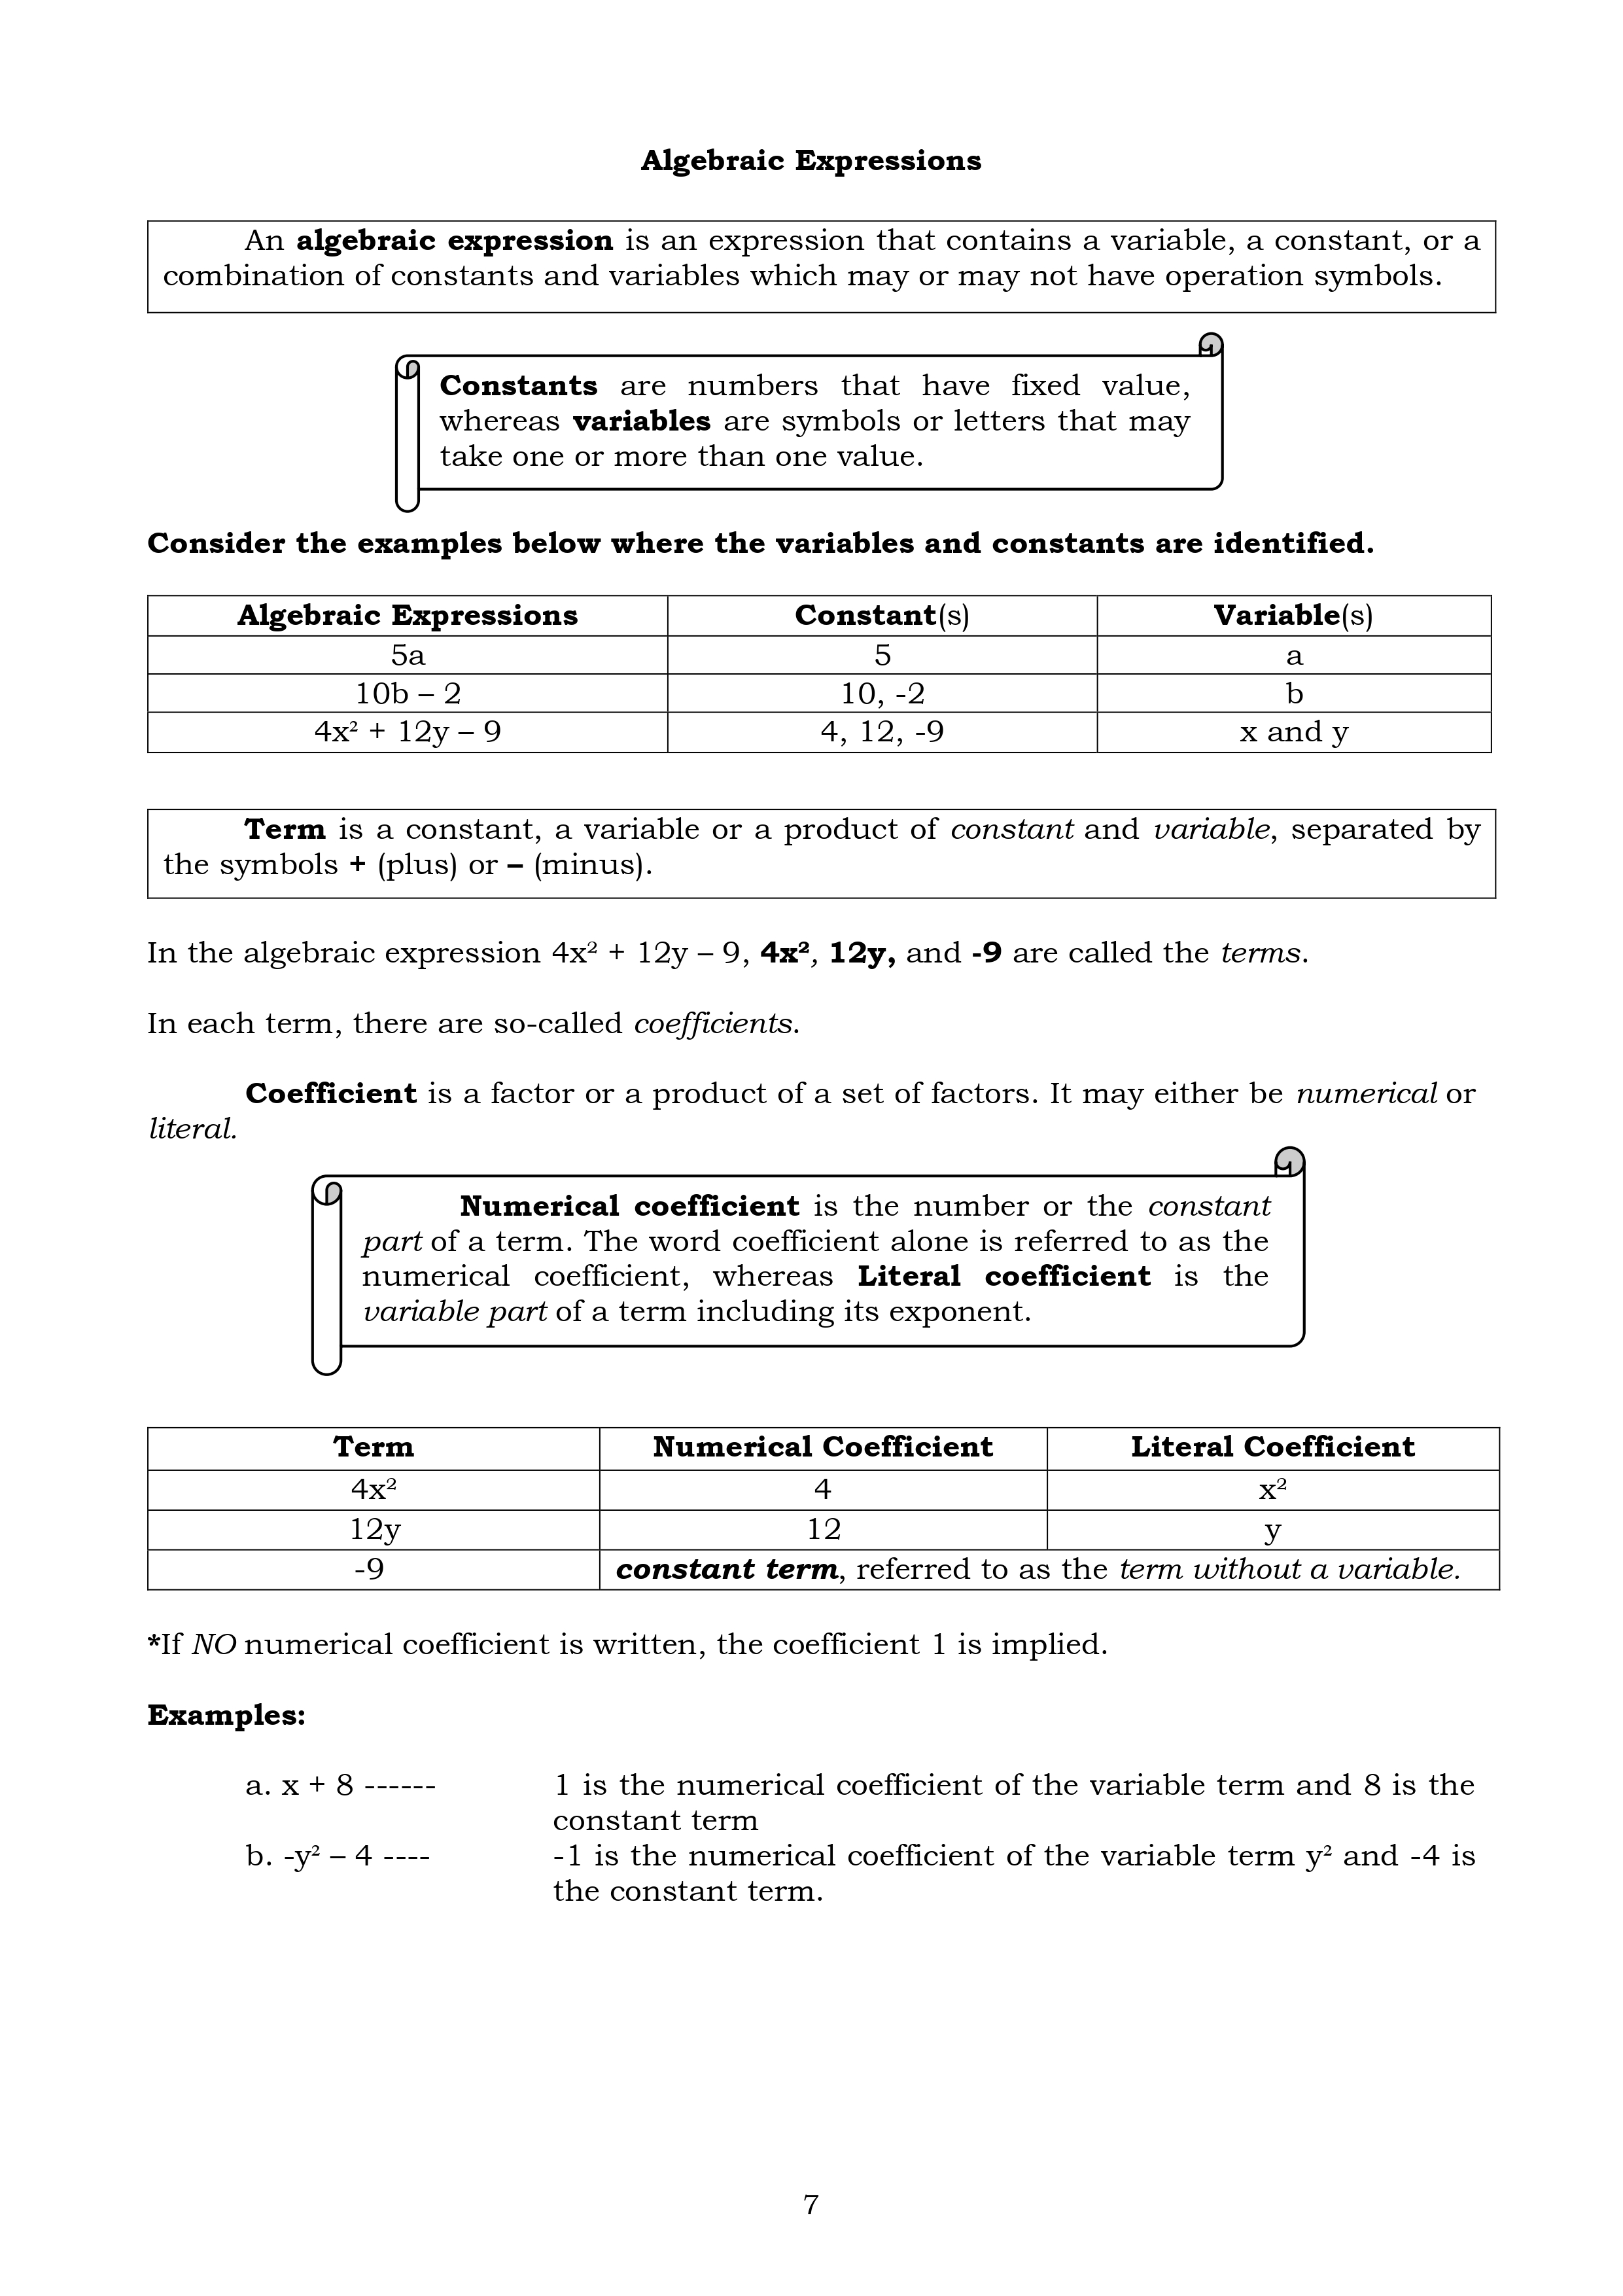 Algebraic Expressions
An algebraic expression is an expression that contains a variable, a constant, or a
combination of constants and variables which may or may not have operation symbols.
Constants are numbers that have fixed value,
whereas variables are symbols or letters that may
take one or more than one value.
Consider the examples below where the variables and constants are identified.
Algebraic Expressions Constant(s) Variable(s)
5a 5 a
10b – 2 10, -2 b
4x² + 12y – 9 4, 12, -9 x and y
Term is a constant, a variable or a product of constant and variable, separated by
the symbols + (plus) or – (minus).
In the algebraic expression 4x² + 12y – 9, 4x², 12y, and -9 are called the terms.
In each term, there are so-called coefficients.
Coefficient is a factor or a product of a set of factors. It may either be numerical or
literal.
Numerical coefficient is the number or the constant
part of a term. The word coefficient alone is referred to as the
numerical coefficient, whereas Literal coefficient is the
variable part of a term including its exponent.
Term Numerical Coefficient Literal Coefficient
4x² 4 x²
12y 12 y
-9 constant term, referred to as the term without a variable.
*If NO numerical coefficient is written, the coefficient 1 is implied.
Examples:
a. x + 8 ------ 1 is the numerical coefficient of the variable term and 8 is the
constant term
b. -y² – 4 ---- -1 is the numerical coefficient of the variable term y² and -4 is
the constant term.
7